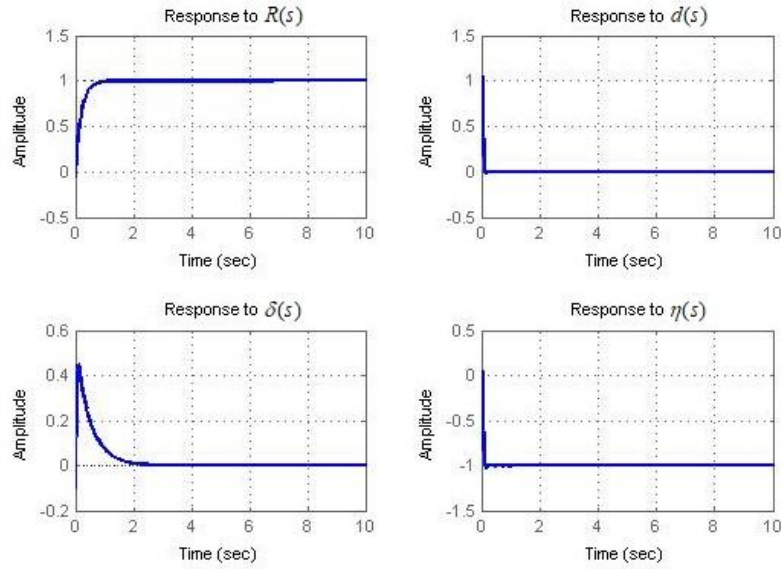 Response to R(s)
Amplitude
1.5
1
0.5
0
-0.5
0 2 4 6 8 10
Time (sec)
Response to d(s)
Amplitude
1.5
1
0.5
0
-0.5
0 2 4 6 8 10
Time (sec)
Response to δ(s)
Amplitude
0.6
0.4
0.2
0
-0.2
0 2 4 6 8 10
Time (sec)
Response to η(s)
Amplitude
0.5
0
-0.5
-1
-1.5
0 2 4 6 8 10
Time (sec)